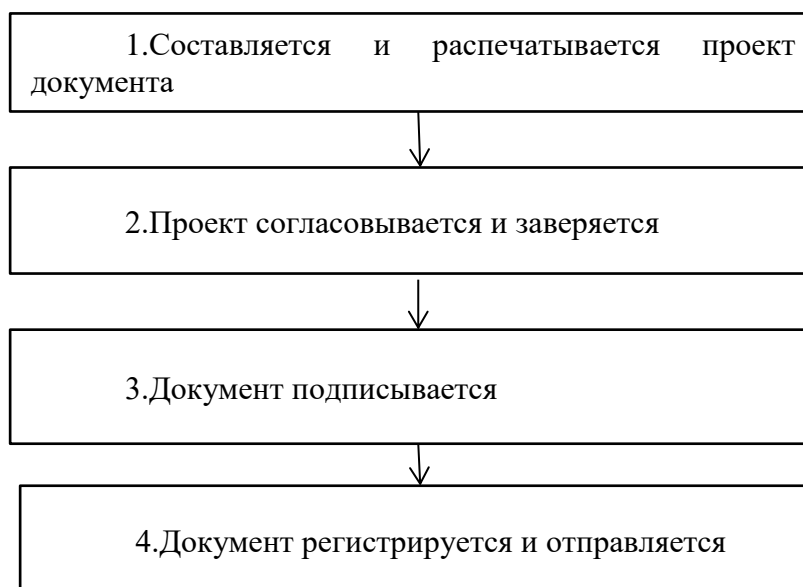 1.Составляется и распечатывается проект
документа
2.Проект согласовывается и заверяется
3.Документ подписывается
4.Документ регистрируется и отправляется